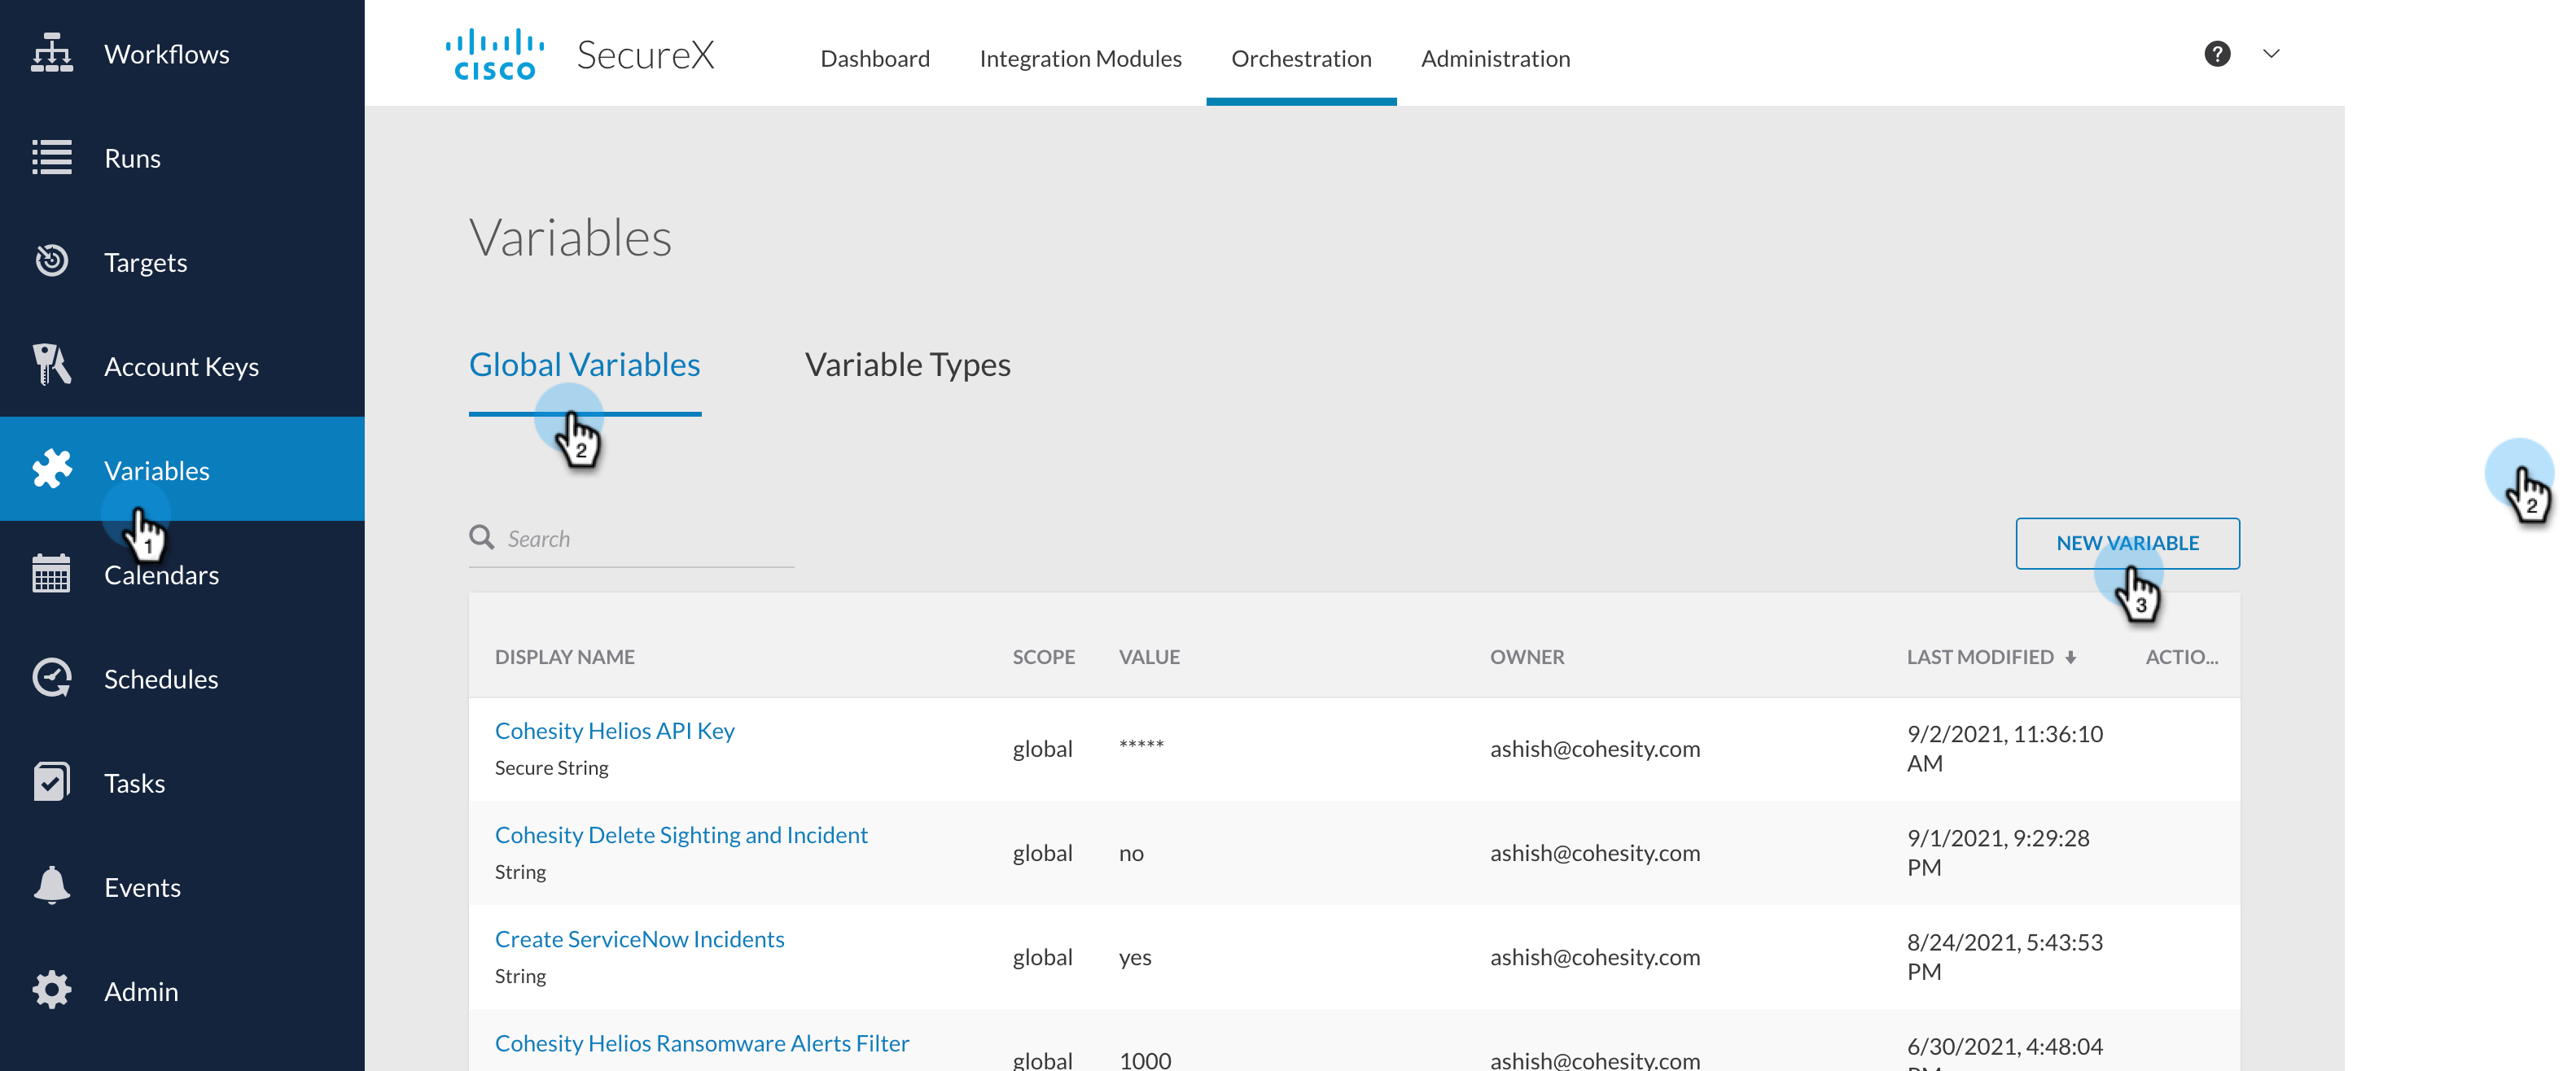 Workflows
Runs
Targets
Account Keys
Variables
1
Calendars
Schedules
Tasks
Events
Admin
CISCO SecureX Dashboard Integration Modules Orchestration Administration ?
Variables
Global Variables Variable Types
2
2
Search
NEW VARIABLE
3
DISPLAY NAME SCOPE VALUE OWNER LAST MODIFIED ACTIO...
Cohesity Helios API Key
Secure String
global ***** ashish@cohesity.com 9/2/2021, 11:36:10
AM
Cohesity Delete Sighting and Incident
String
global no ashish@cohesity.com 9/1/2021, 9:29:28
PM
Create ServiceNow Incidents
String
global yes ashish@cohesity.com 8/24/2021, 5:43:53
PM
Cohesity Helios Ransomware Alerts Filter
global 1000 ashish@cohesity.com 6/30/2021, 4:48:04